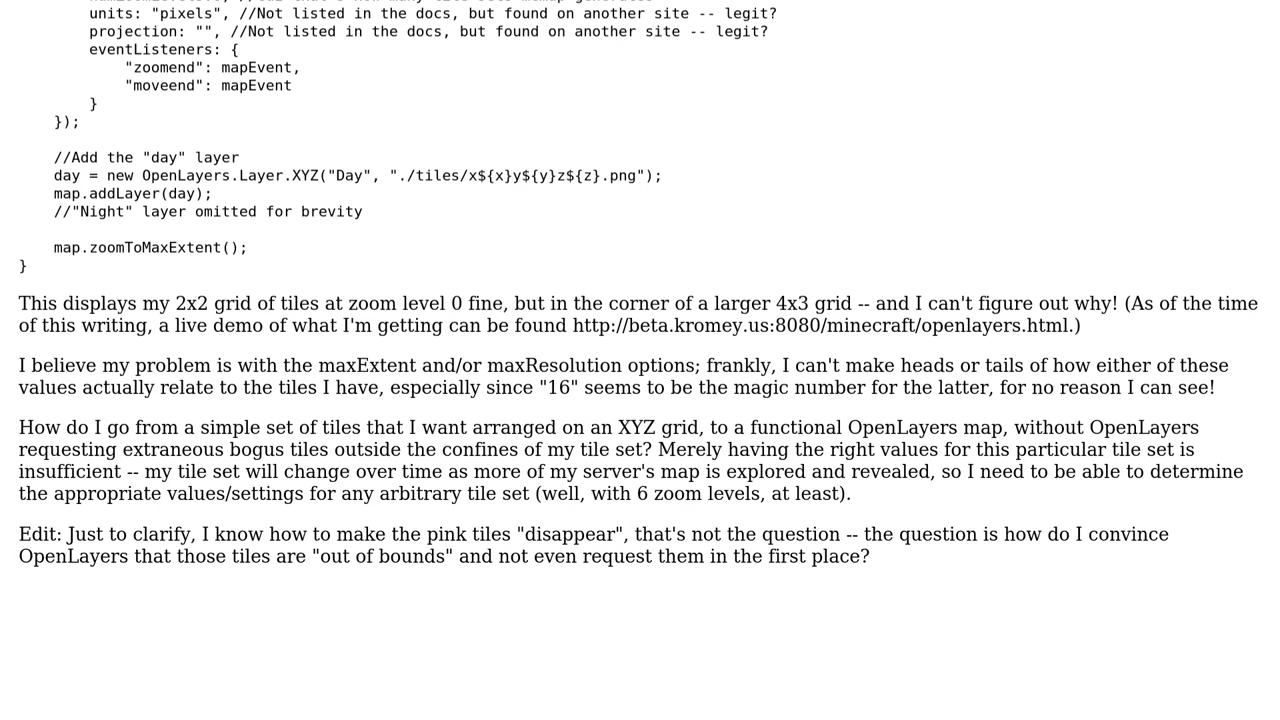 units: "pixels", //Not listed in the docs, but found on another site -- legit?
projection: "", //Not listed in the docs, but found on another site -- legit?
eventListeners: {
"zoomend": mapEvent,
"moveend": mapEvent
}
});
//Add the "day" layer
day = new OpenLayers.Layer.XYZ("Day", "./tiles/x${x}y${y}z${z}.png");
map.addLayer(day);
//"Night" layer omitted for brevity
map.zoomToMaxExtent();
}
This displays my 2x2 grid of tiles at zoom level 0 fine, but in the corner of a larger 4x3 grid -- and I can't figure out why! (As of the time
of this writing, a live demo of what I'm getting can be found http://beta.kromey.us:8080/minecraft/openlayers.html.)
I believe my problem is with the maxExtent and/or maxResolution options; frankly, I can't make heads or tails of how either of these
values actually relate to the tiles I have, especially since "16" seems to be the magic number for the latter, for no reason I can see!
How do I go from a simple set of tiles that I want arranged on an XYZ grid, to a functional OpenLayers map, without OpenLayers
requesting extraneous bogus tiles outside the confines of my tile set? Merely having the right values for this particular tile set is
insufficient -- my tile set will change over time as more of my server's map is explored and revealed, so I need to be able to determine
the appropriate values/settings for any arbitrary tile set (well, with 6 zoom levels, at least).
Edit: Just to clarify, I know how to make the pink tiles "disappear", that's not the question -- the question is how do I convince
OpenLayers that those tiles are "out of bounds" and not even request them in the first place?